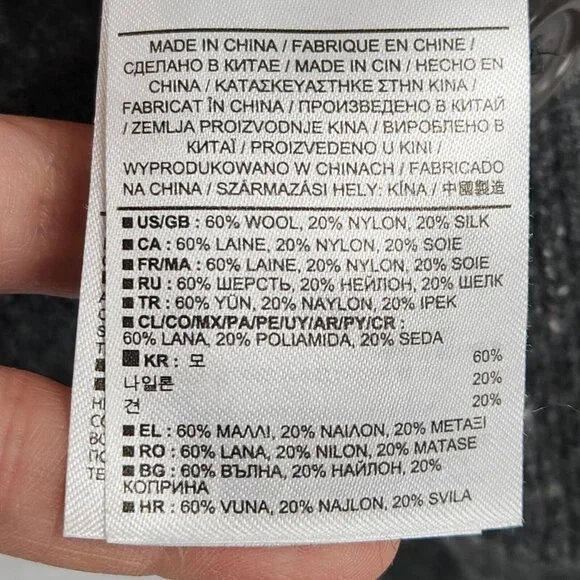 MADE IN CHINA / FABRIQUE EN CHINE /
СДЕЛАНО В КИТАЕ / MADE IN CIN / HECHO EN
CHINA / ΚΑΤΑΣΚΕΥΑΣΤΗΚΕ ΣΤΗΝ ΚΙΝΑ /
FABRICAT ÎN CHINA / ПРОИЗВЕДЕНО В КИТАЙ
/ ZEMLJA PROIZVODNJE KINA / ВИРОБЛЕНО В
КИТАЇ / PROIZVEDENO U KINI /
WYPRODUKOWANO W CHINACH / FABRICADO
NA CHINA / SZÁRMAZÁSI HELY: KÍNA / 中國製造
US/GB : 60% WOOL, 20% NYLON, 20% SILK
CA : 60% LAINE, 20% NYLON, 20% SOIE
FR/MA : 60% LAINE, 20% NYLON, 20% SOIE
RU : 60% ШЕРСТЬ, 20% НЕЙЛОН, 20% ШЕЛК
TR : 60% YÜN, 20% NAYLON, 20% IPEK
CL/CO/MX/PA/PE/UY/AR/PY/CR :
60% LANA, 20% POLIAMIDA, 20% SEDA
KR : 모 60%
나일론 20%
견 20%
EL : 60% ΜΑΛΛΙ, 20% ΝΑΙΛΟΝ, 20% ΜΕΤΑΞΙ
RO : 60% LANA, 20% NILON, 20% MATASE
BG : 60% ВЪЛНА, 20% НАЙЛОН, 20%
КОПРИНА
HR : 60% VUNA, 20% NAJLON, 20% SVILA